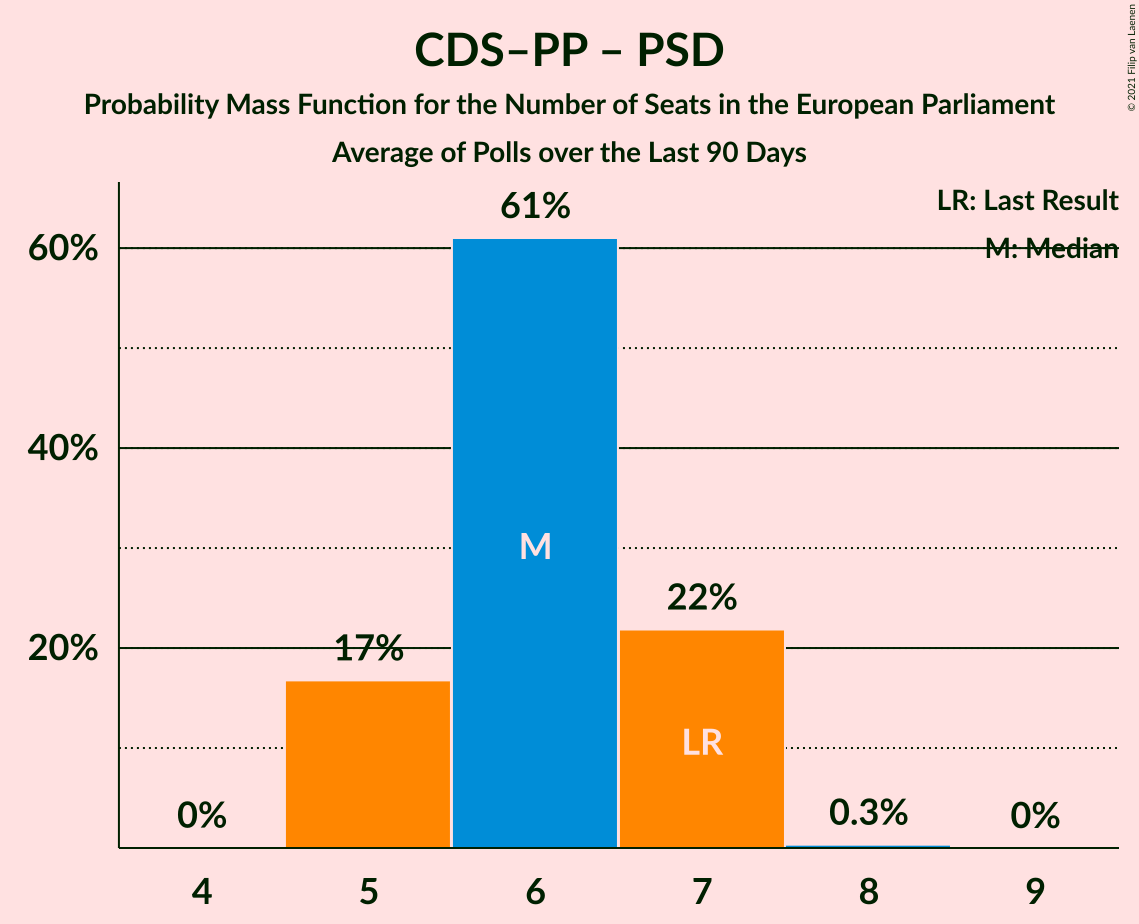 CDS–PP – PSD
Probability Mass Function for the Number of Seats in the European Parliament
Average of Polls over the Last 90 Days
© 2021 Filip van Laenen
LR: Last Result
M: Median
60%
40%
20%
0%
17%
61%
22%
0.3%
0%
M
LR
4
5
6
7
8
9